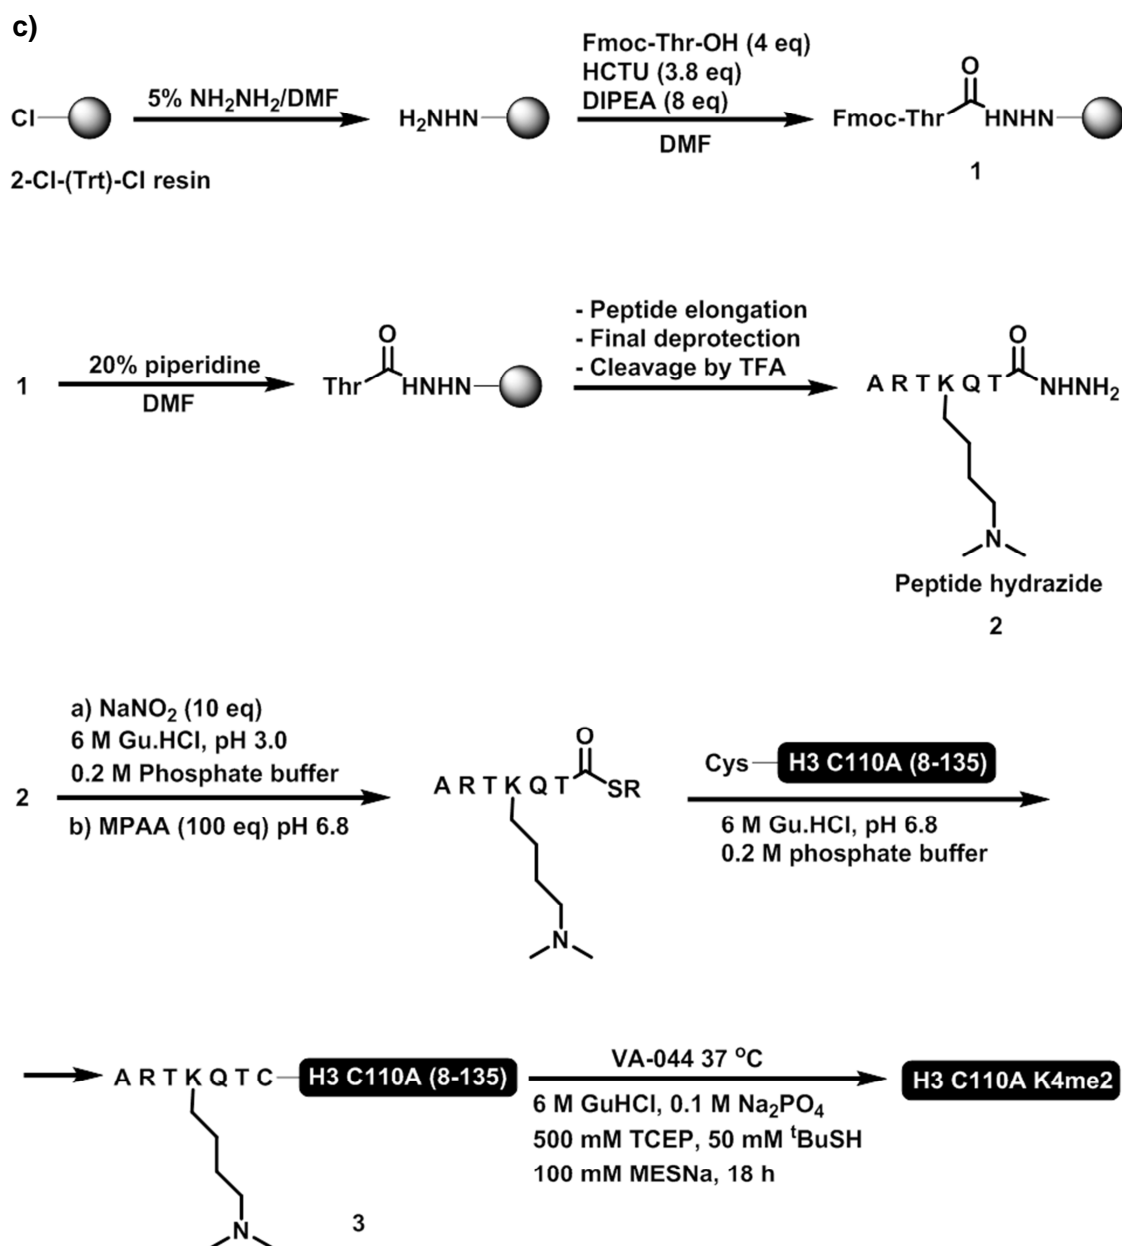 c)
Fmoc-Thr-OH (4 eq)
HCTU (3.8 eq)
DIPEA (8 eq)
5% NH2NH2/DMF
Cl
H2NHN
DMF
Fmoc-Thr
O
HNHN
2-Cl-(Trt)-Cl resin
1
1
20% piperidine
DMF
Thr
O
HNHN
- Peptide elongation
- Final deprotection
- Cleavage by TFA
A R T K Q T
O
NHNH2
N
Peptide hydrazide
2
2
a) NaNO2 (10 eq)
6 M Gu.HCl, pH 3.0
0.2 M Phosphate buffer
b) MPAA (100 eq) pH 6.8
A R T K Q T
O
SR
N
Cys
H3 C110A (8-135)
6 M Gu.HCl, pH 6.8
0.2 M phosphate buffer
A R T K Q T C
H3 C110A (8-135)
N
3
VA-044 37 oC
6 M GuHCl, 0.1 M Na2PO4
500 mM TCEP, 50 mM tBuSH
100 mM MESNa, 18 h
H3 C110A K4me2